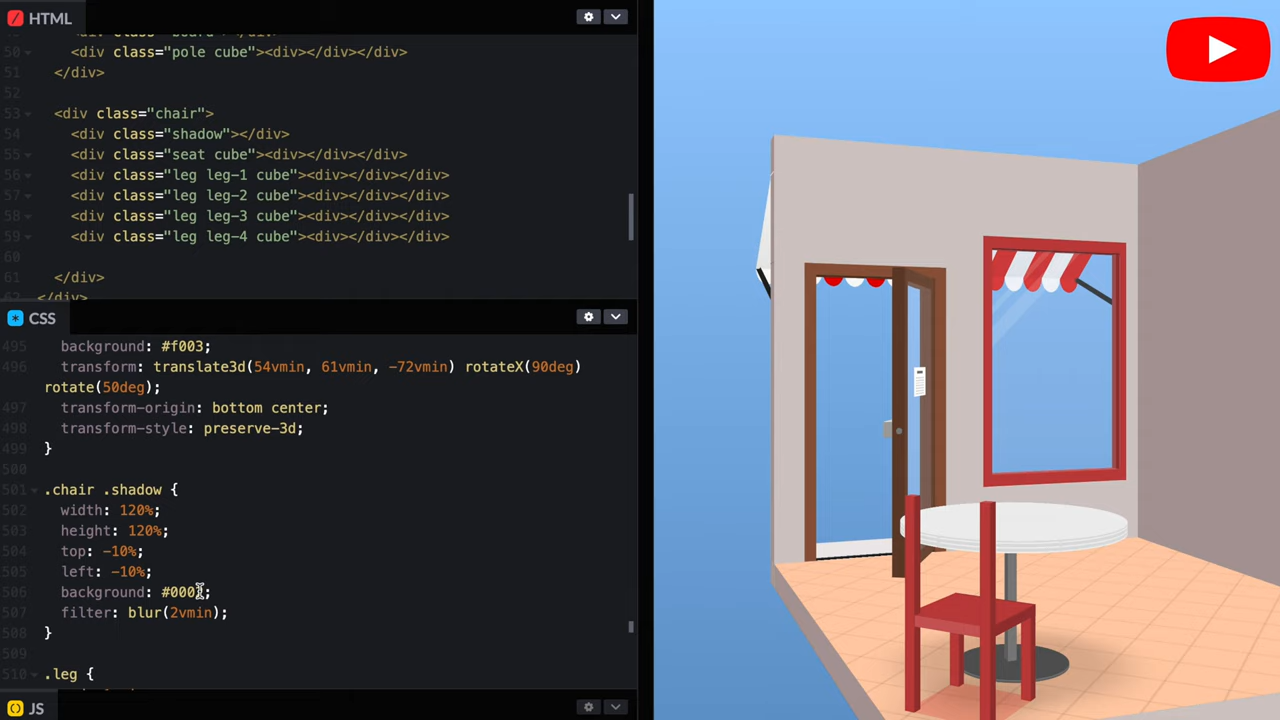 HTML
50 <div class="pole cube"><div></div></div>
51 </div>
52
53 <div class="chair">
54 <div class="shadow"></div>
55 <div class="seat cube"><div></div></div>
56 <div class="leg leg-1 cube"><div></div></div>
57 <div class="leg leg-2 cube"><div></div></div>
58 <div class="leg leg-3 cube"><div></div></div>
59 <div class="leg leg-4 cube"><div></div></div>
60
61 </div>
CSS
495 background: #f003;
496 transform: translate3d(54vmin, 61vmin, -72vmin) rotateX(90deg)
rotate(50deg);
497 transform-origin: bottom center;
498 transform-style: preserve-3d;
499 }
500
501 .chair .shadow {
502 width: 120%;
503 height: 120%;
504 top: -10%;
505 left: -10%;
506 background: #000
507 filter: blur(2vmin);
508 }
509
510 .leg {
JS